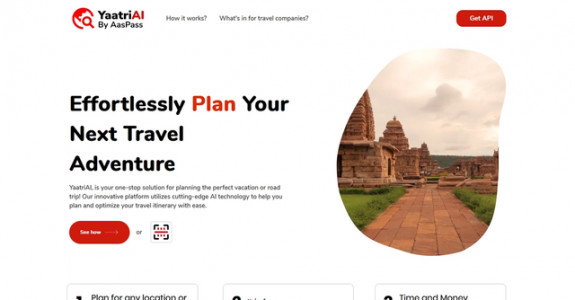 YaatriAI
By AasPass
How it works?
What's in for travel companies?
Get API
Effortlessly Plan Your
Next Travel
Adventure
YaatriAI, is your one-stop solution for planning the perfect vacation or road
trip! Our innovative platform utilizes cutting-edge AI technology to help you
plan and optimize your travel itinerary with ease.
See how
or
Plan for any location or
Time and Money